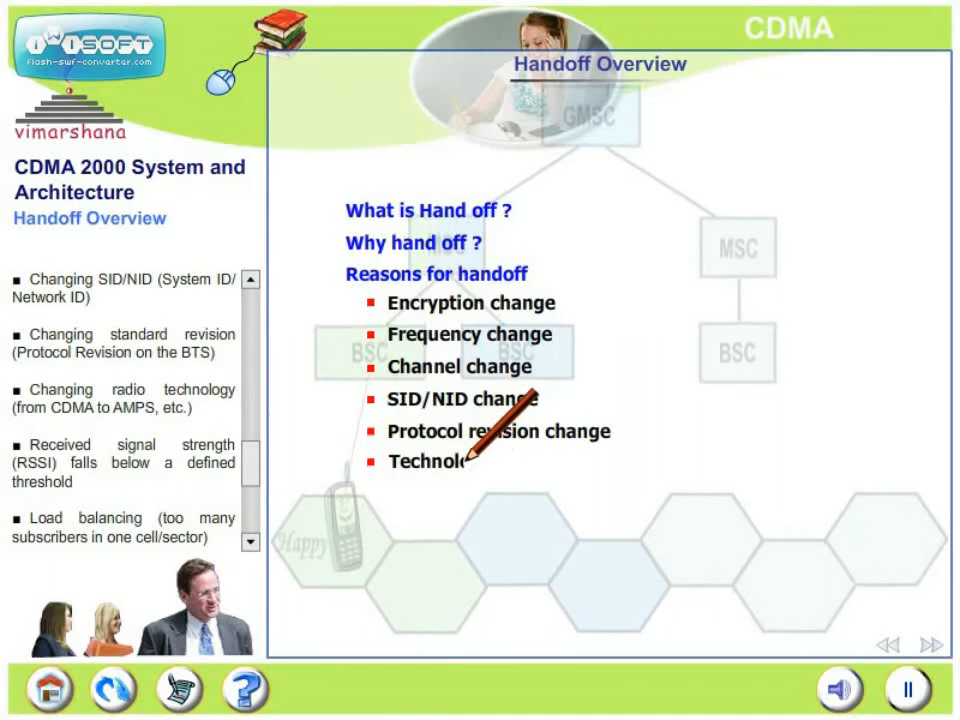 CDMA
iWiSOFT
flash-swf-converter.com
vimarshana
Handoff Overview
GMSC
CDMA 2000 System and
Architecture
Handoff Overview
■ Changing SID/NID (System ID/
Network ID)
■ Changing standard revision
(Protocol Revision on the BTS)
■ Changing radio technology
(from CDMA to AMPS, etc.)
■ Received signal strength
(RSSI) falls below a defined
threshold
■ Load balancing (too many
subscribers in one cell/sector)
What is Hand off ?
Why hand off ?
Reasons for handoff
Encryption change
Frequency change
Channel change
SID/NID change
Protocol revision change
Technolo
MSC
MSC
BSC
BSC
BSC
Happy